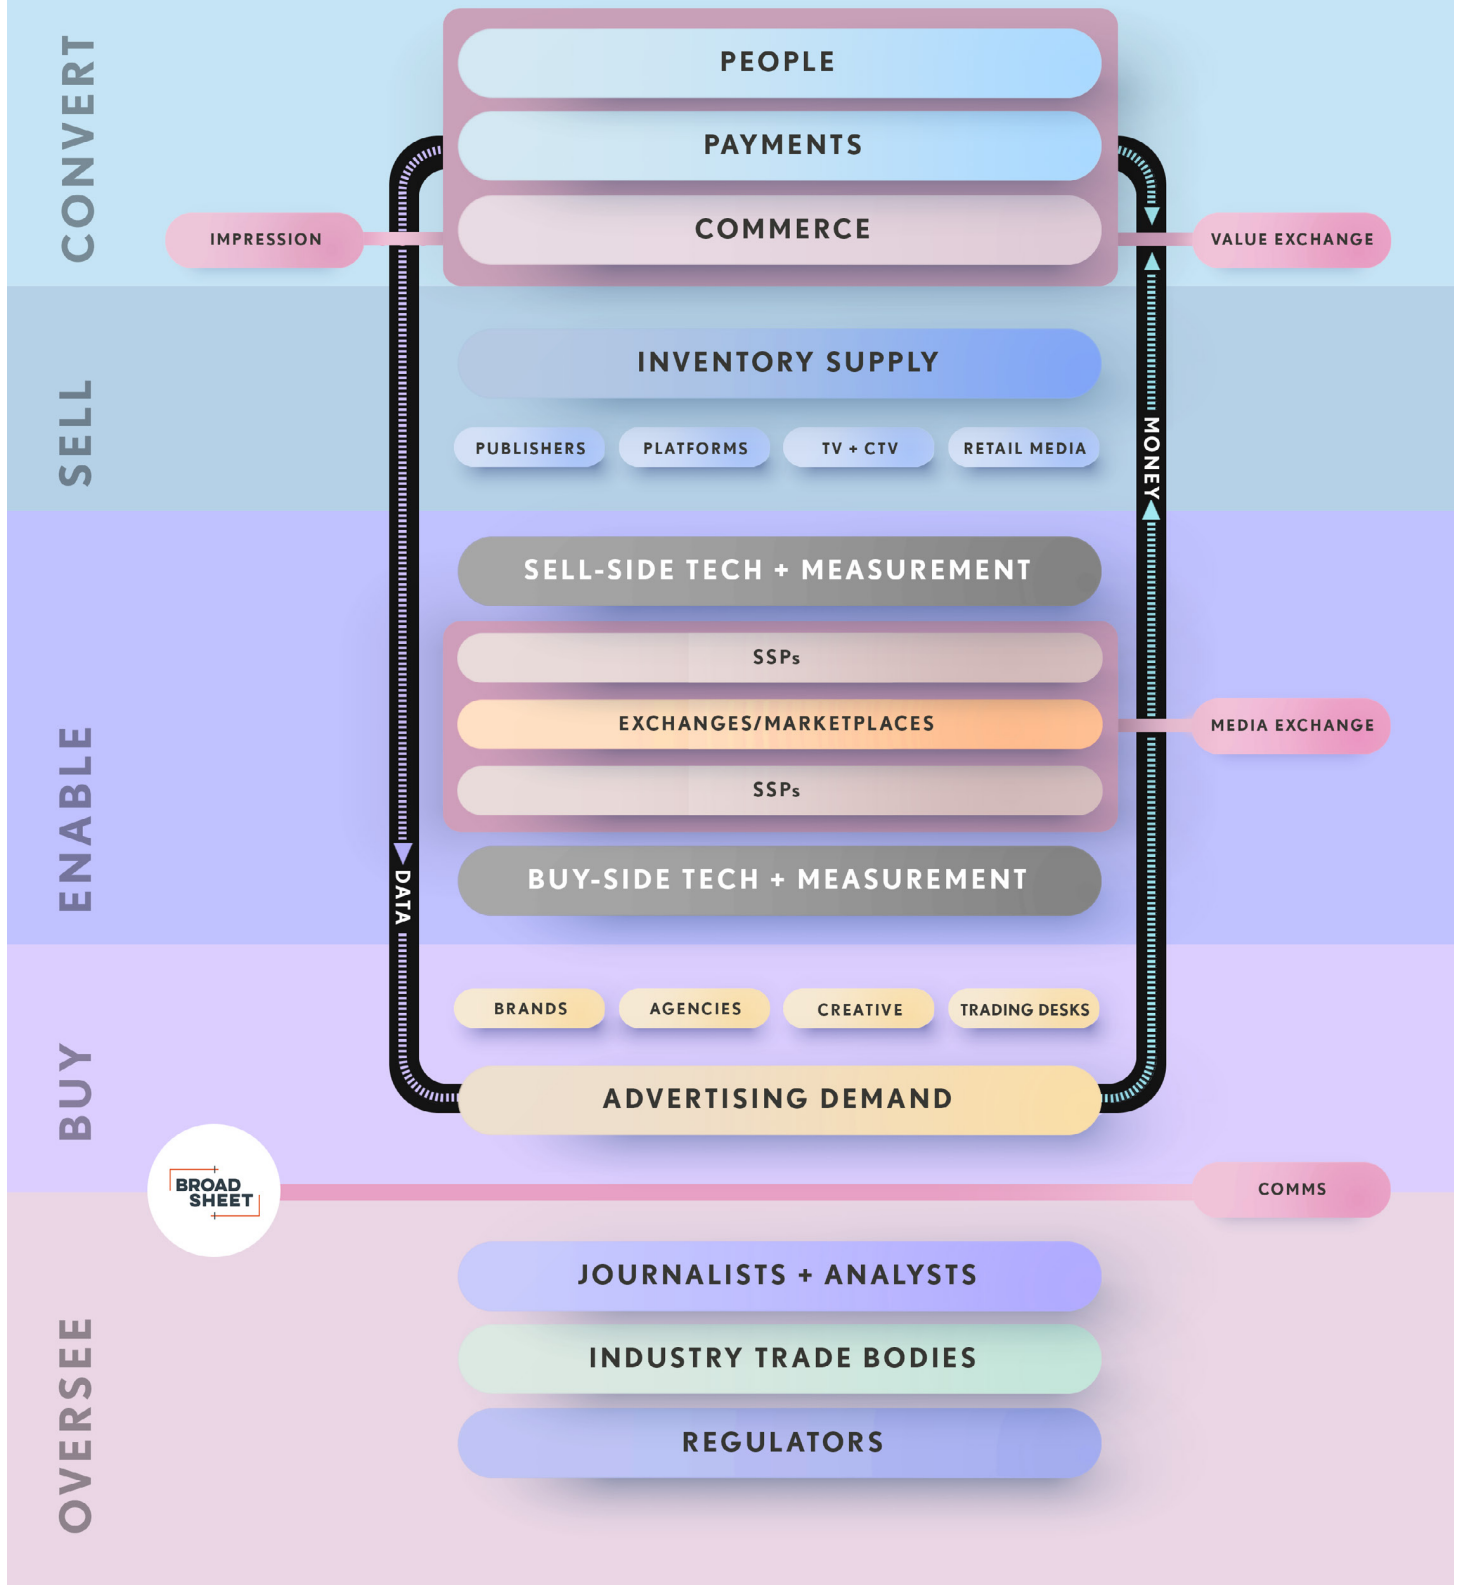 CONVERT
PEOPLE
PAYMENTS
COMMERCE
IMPRESSION
VALUE EXCHANGE
SELL
INVENTORY SUPPLY
PUBLISHERS
PLATFORMS
TV + CTV
RETAIL MEDIA
MONEY
ENABLE
SELL-SIDE TECH + MEASUREMENT
SSPs
EXCHANGES/MARKETPLACES
MEDIA EXCHANGE
SSPs
BUY-SIDE TECH + MEASUREMENT
DATA
BUY
BRANDS
AGENCIES
CREATIVE
TRADING DESKS
ADVERTISING DEMAND
BROAD
SHEET
COMMS
OVERSEE
JOURNALISTS + ANALYSTS
INDUSTRY TRADE BODIES
REGULATORS